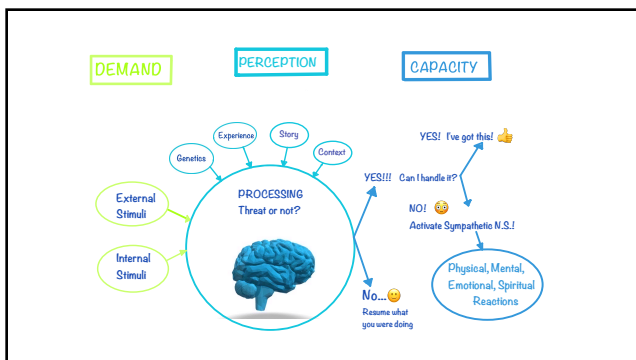 DEMAND
PERCEPTION
CAPACITY
Genetics
Experience
Story
Context
External
Stimuli
Internal
Stimuli
PROCESSING
Threat or not?
YES!!! Can I handle it?
YES! I've got this!
NO!
Activate Sympathetic N.S.!
Physical, Mental,
Emotional, Spiritual
Reactions
No...
Resume what
you were doing